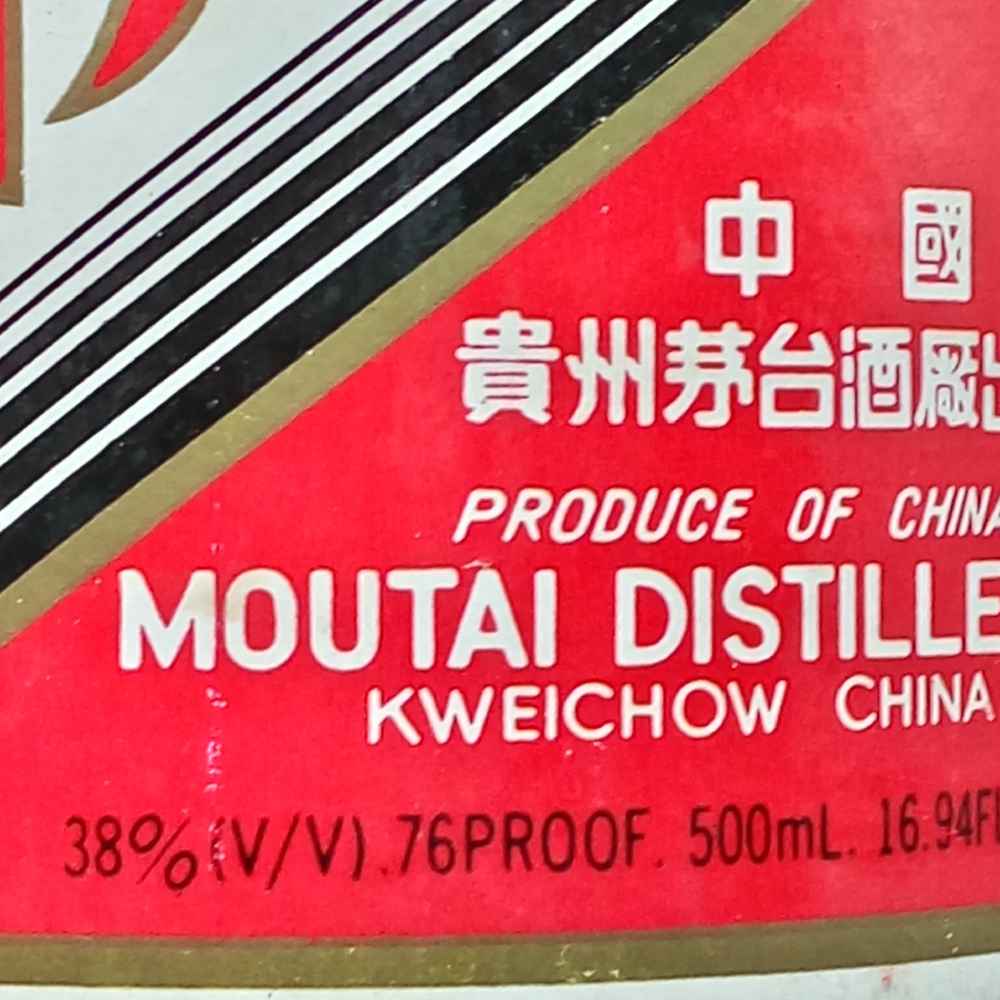 中國
貴州茅台酒廠出
PRODUCE OF CHINA
MOUTAI DISTILLE
KWEICHOW CHINA
38% (V/V). 76PROOF. 500mL. 16.94F